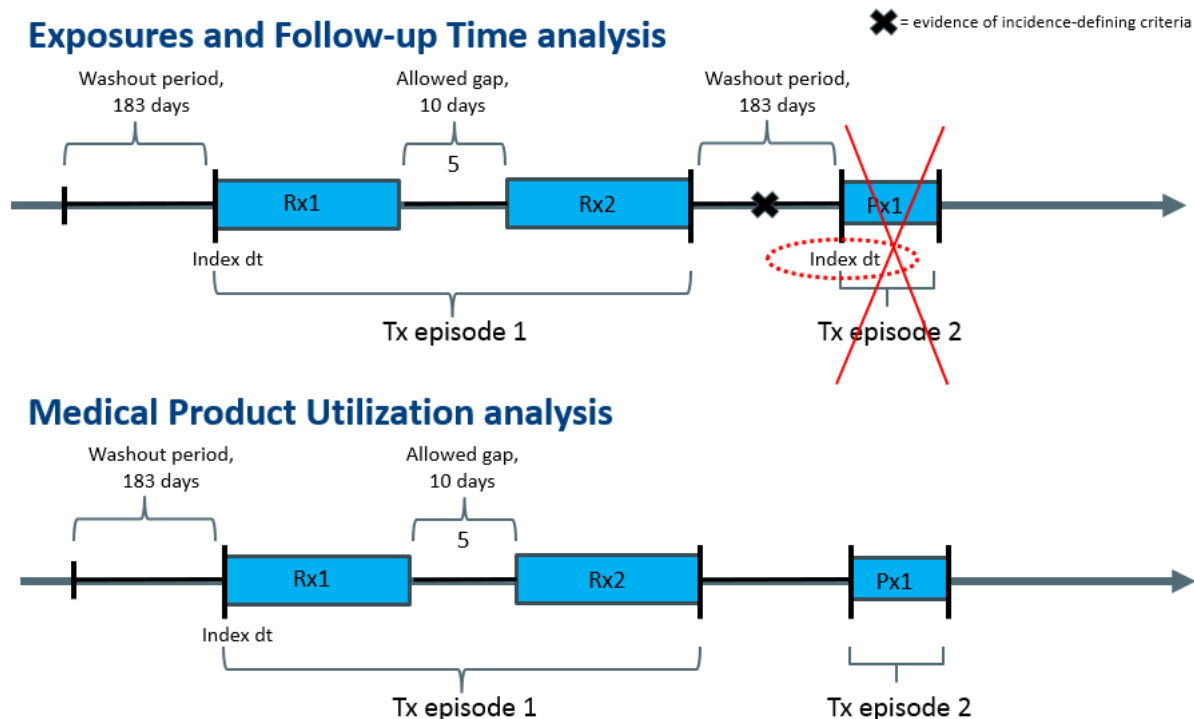 Exposures and Follow-up Time analysis
= evidence of incidence-defining criteria
Washout period,
183 days
Allowed gap,
10 days
5
Washout period,
183 days
Rx1
Rx2
Px1
Index dt
Index dt
Tx episode 1
Tx episode 2
Medical Product Utilization analysis
Washout period,
183 days
Allowed gap,
10 days
5
Rx1
Rx2
Px1
Index dt
Tx episode 1
Tx episode 2